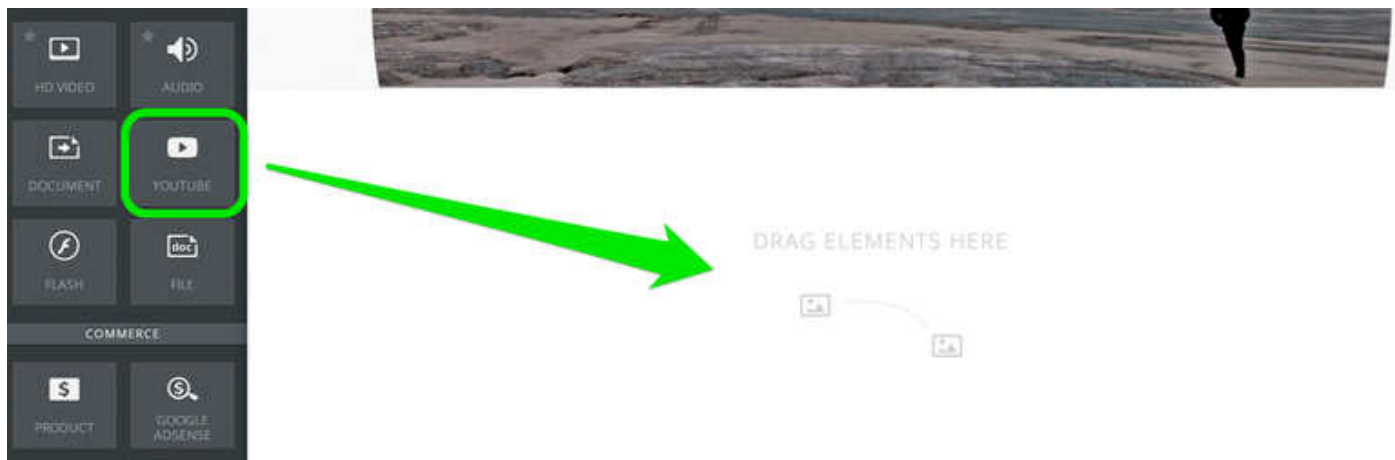 HD VIDEO
AUDIO
DOCUMENT
YOUTUBE
FLASH
doc
FILE
COMMERCE
S
PRODUCT
S
GOOGLE
ADSENSE
DRAG ELEMENTS HERE